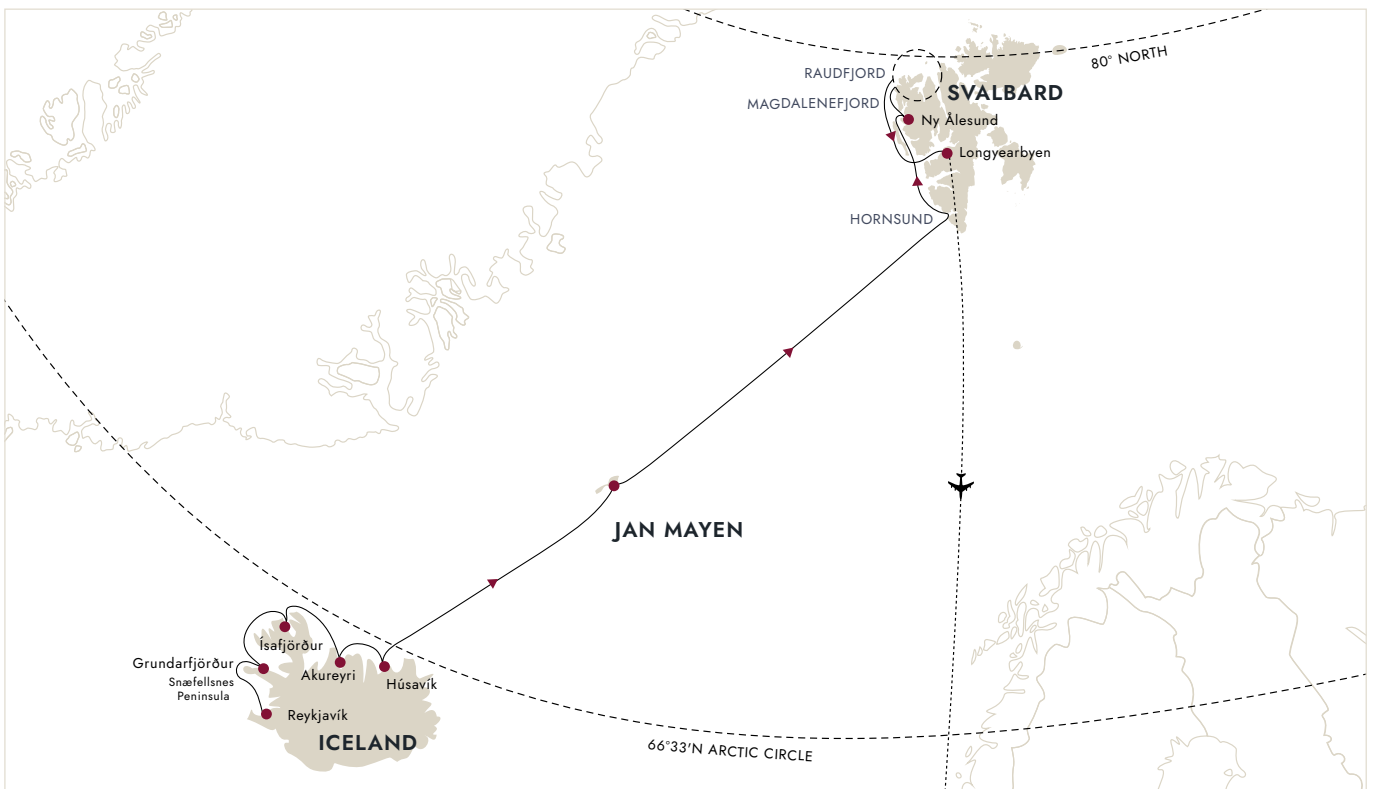 80° NORTH
RAUDFJORD
SVALBARD
MAGDALENEFJORD
Ny Ålesund
Longyearbyen
HORNSUND
JAN MAYEN
Ísafjörður
Grundarfjörður
Snæfellsnes
Peninsula
Akureyri
Húsavík
Reykjavík
ICELAND
66°33'N ARCTIC CIRCLE